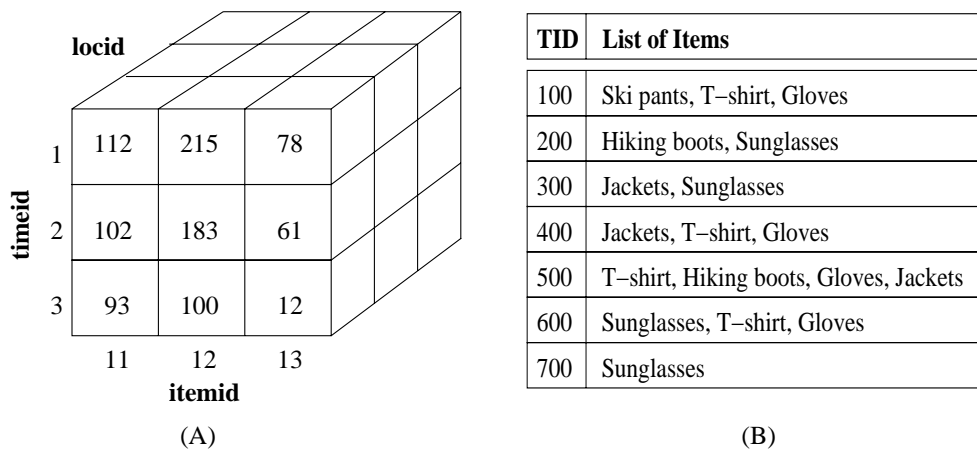 locid
timeid
1 112 215 78
2 102 183 61
3 93 100 12
11 12 13
itemid
(A)
TID List of Items
100 Ski pants, T−shirt, Gloves
200 Hiking boots, Sunglasses
300 Jackets, Sunglasses
400 Jackets, T−shirt, Gloves
500 T−shirt, Hiking boots, Gloves, Jackets
600 Sunglasses, T−shirt, Gloves
700 Sunglasses
(B)